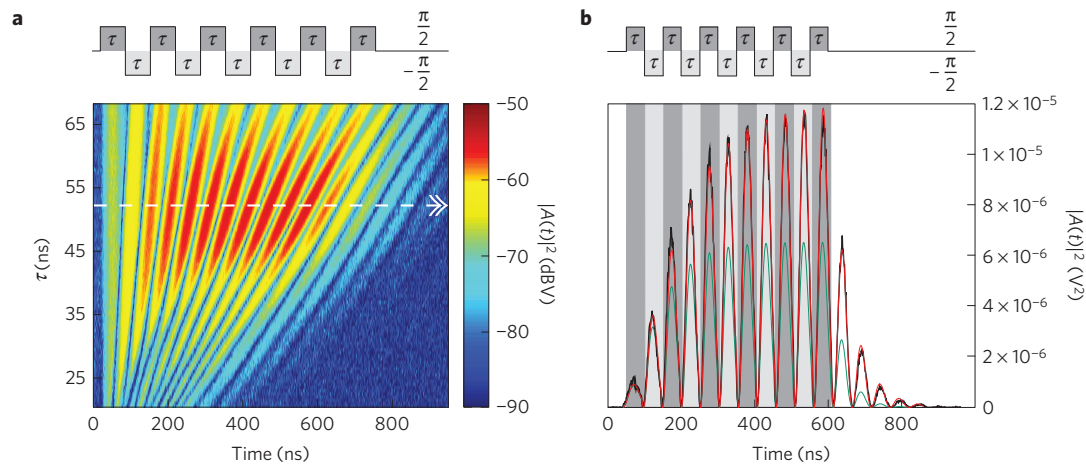 a
τ τ τ τ τ τ
τ τ τ τ τ
π/2
−π/2
65
55
45
35
25
τ (ns)
0 200 400 600 800
Time (ns)
−50
−60
−70
−80
−90
|A(t)|² (dBV)
b
τ τ τ τ τ τ
τ τ τ τ τ
π/2
−π/2
1.2 × 10⁻⁵
1 × 10⁻⁵
8 × 10⁻⁶
6 × 10⁻⁶
4 × 10⁻⁶
2 × 10⁻⁶
0
|A(t)|² (V²)
0 200 400 600 800
Time (ns)